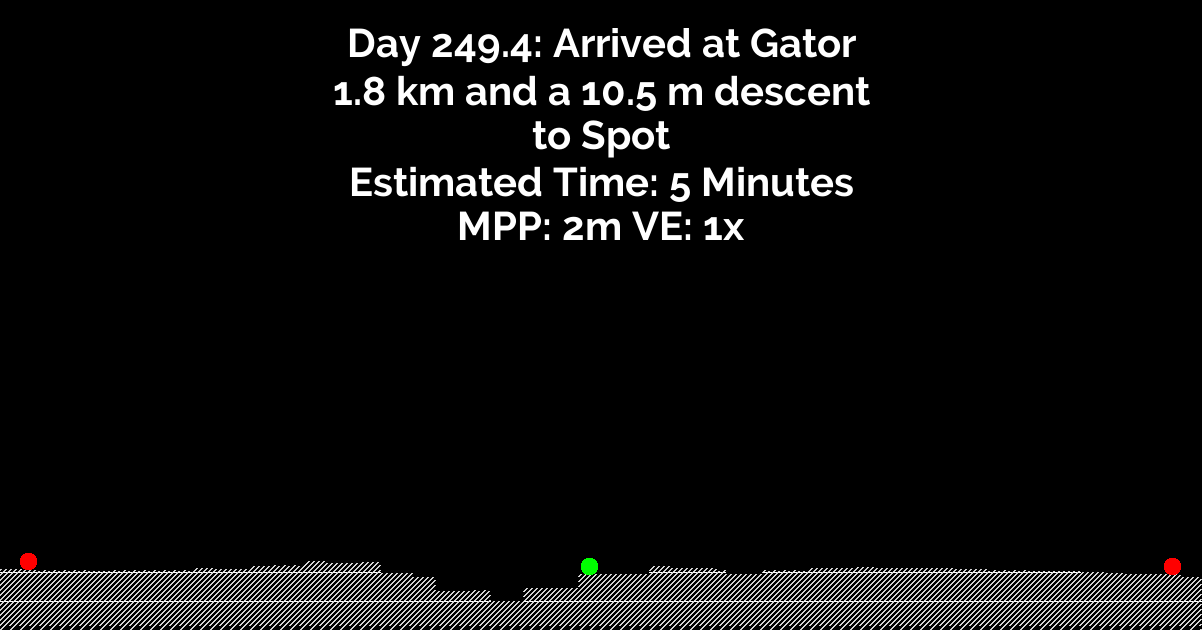 Day 249.4: Arrived at Gator
1.8 km and a 10.5 m descent
to Spot
Estimated Time: 5 Minutes
MPP: 2m VE: 1x